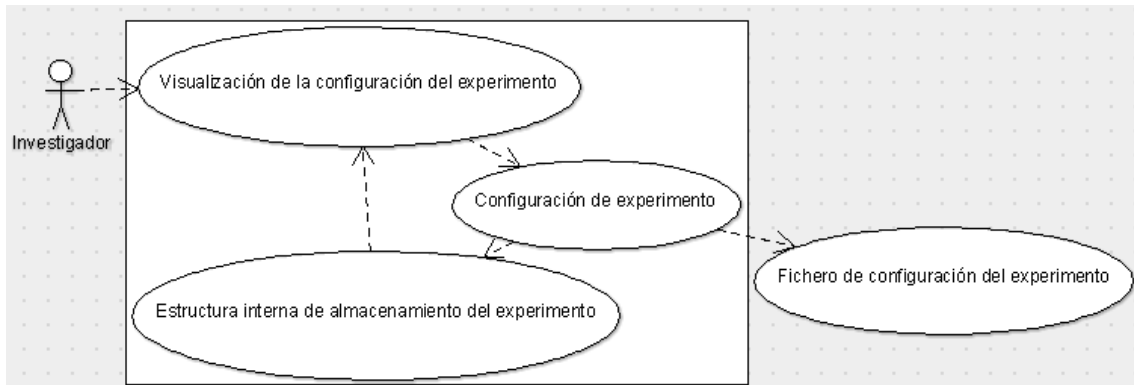 Visualización de la configuración del experimento
Investigador
Configuración de experimento
Fichero de configuración del experimento
Estructura interna de almacenamiento del experimento